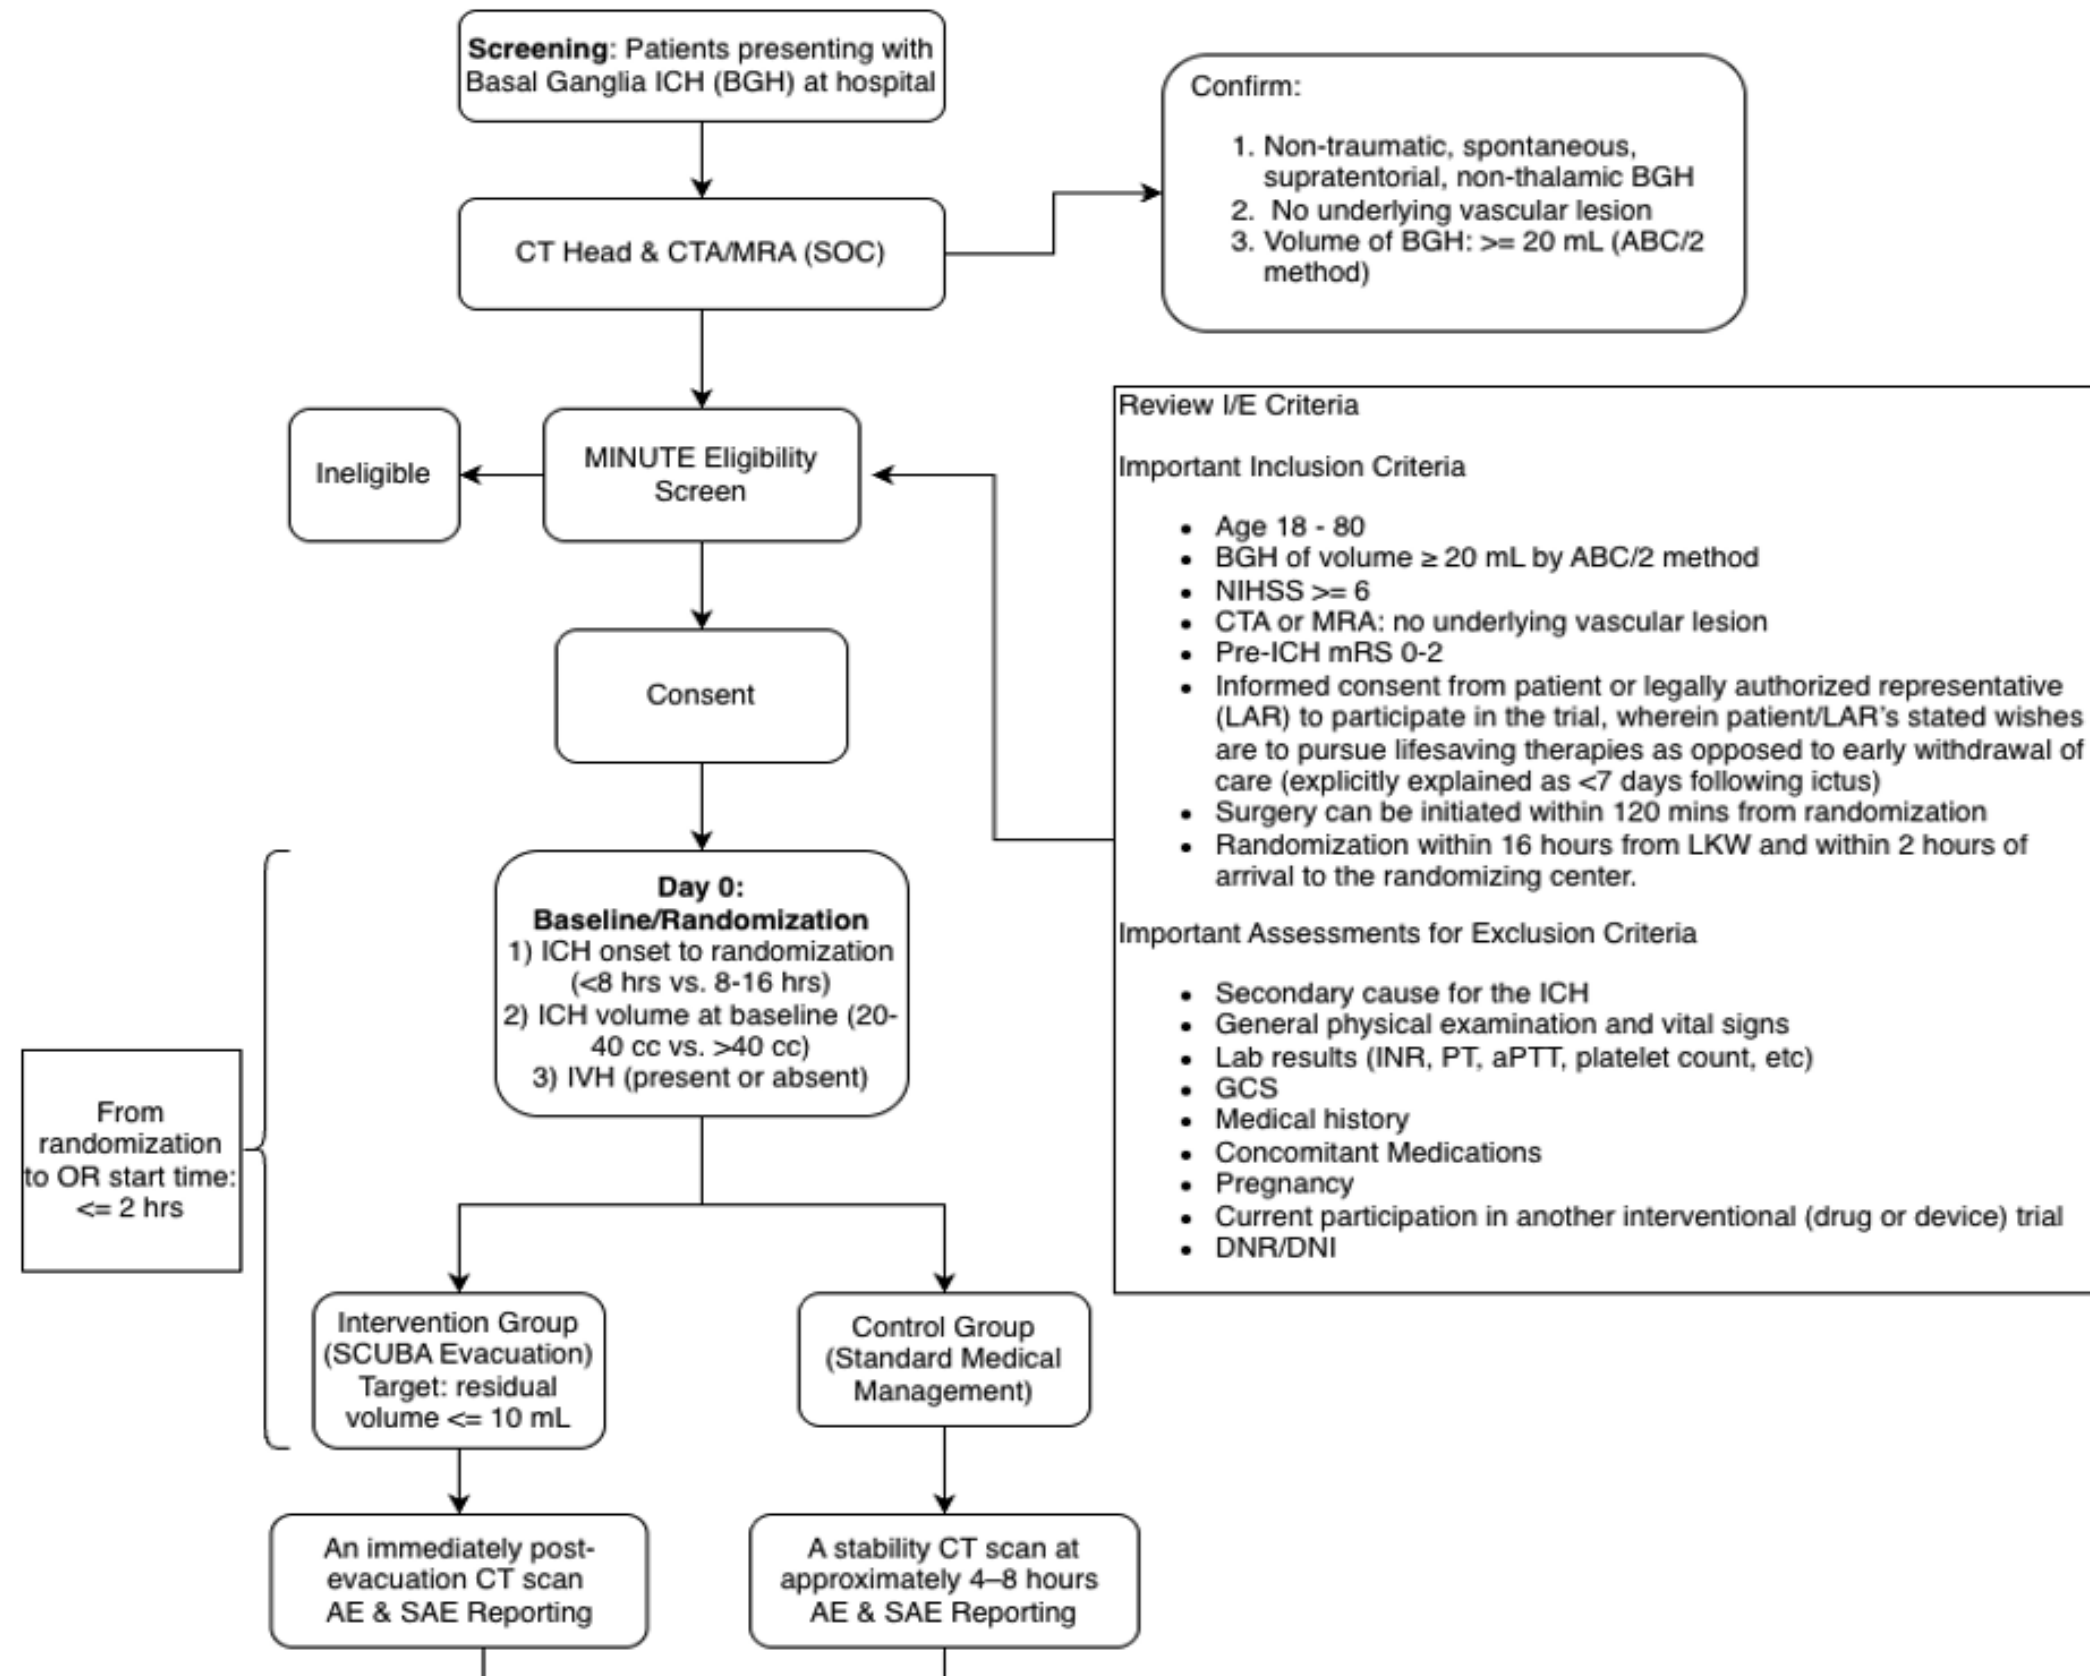 Screening: Patients presenting with
Basal Ganglia ICH (BGH) at hospital
Confirm:
1. Non-traumatic, spontaneous,
supratentorial, non-thalamic BGH
2. No underlying vascular lesion
3. Volume of BGH: >= 20 mL (ABC/2
method)
CT Head & CTA/MRA (SOC)
Ineligible
MINUTE Eligibility
Screen
Review I/E Criteria
Important Inclusion Criteria
• Age 18 - 80
• BGH of volume ≥ 20 mL by ABC/2 method
• NIHSS >= 6
• CTA or MRA: no underlying vascular lesion
• Pre-ICH mRS 0-2
• Informed consent from patient or legally authorized representative
(LAR) to participate in the trial, wherein patient/LAR's stated wishes
are to pursue lifesaving therapies as opposed to early withdrawal of
care (explicitly explained as <7 days following ictus)
• Surgery can be initiated within 120 mins from randomization
• Randomization within 16 hours from LKW and within 2 hours of
arrival to the randomizing center.
Important Assessments for Exclusion Criteria
• Secondary cause for the ICH
• General physical examination and vital signs
• Lab results (INR, PT, aPTT, platelet count, etc)
• GCS
• Medical history
• Concomitant Medications
• Pregnancy
• Current participation in another interventional (drug or device) trial
• DNR/DNI
Consent
Day 0:
Baseline/Randomization
1) ICH onset to randomization
(<8 hrs vs. 8-16 hrs)
2) ICH volume at baseline (20-
40 cc vs. >40 cc)
3) IVH (present or absent)
From
randomization
to OR start time:
<= 2 hrs
Intervention Group
(SCUBA Evacuation)
Target: residual
volume <= 10 mL
Control Group
(Standard Medical
Management)
An immediately post-
evacuation CT scan
AE & SAE Reporting
A stability CT scan at
approximately 4–8 hours
AE & SAE Reporting